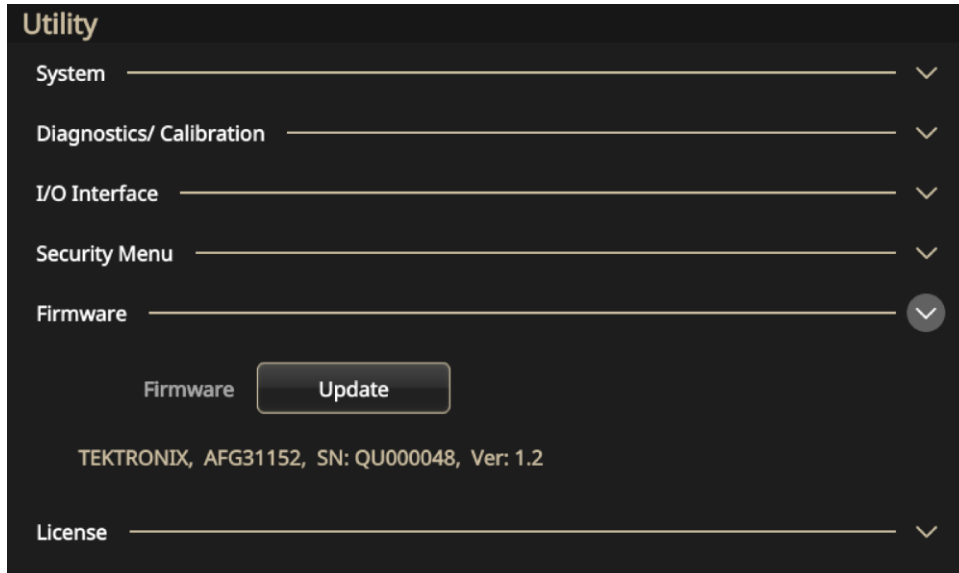 Utility
System
Diagnostics/ Calibration
I/O Interface
Security Menu
Firmware
Firmware Update
TEKTRONIX, AFG31152, SN: QU000048, Ver: 1.2
License